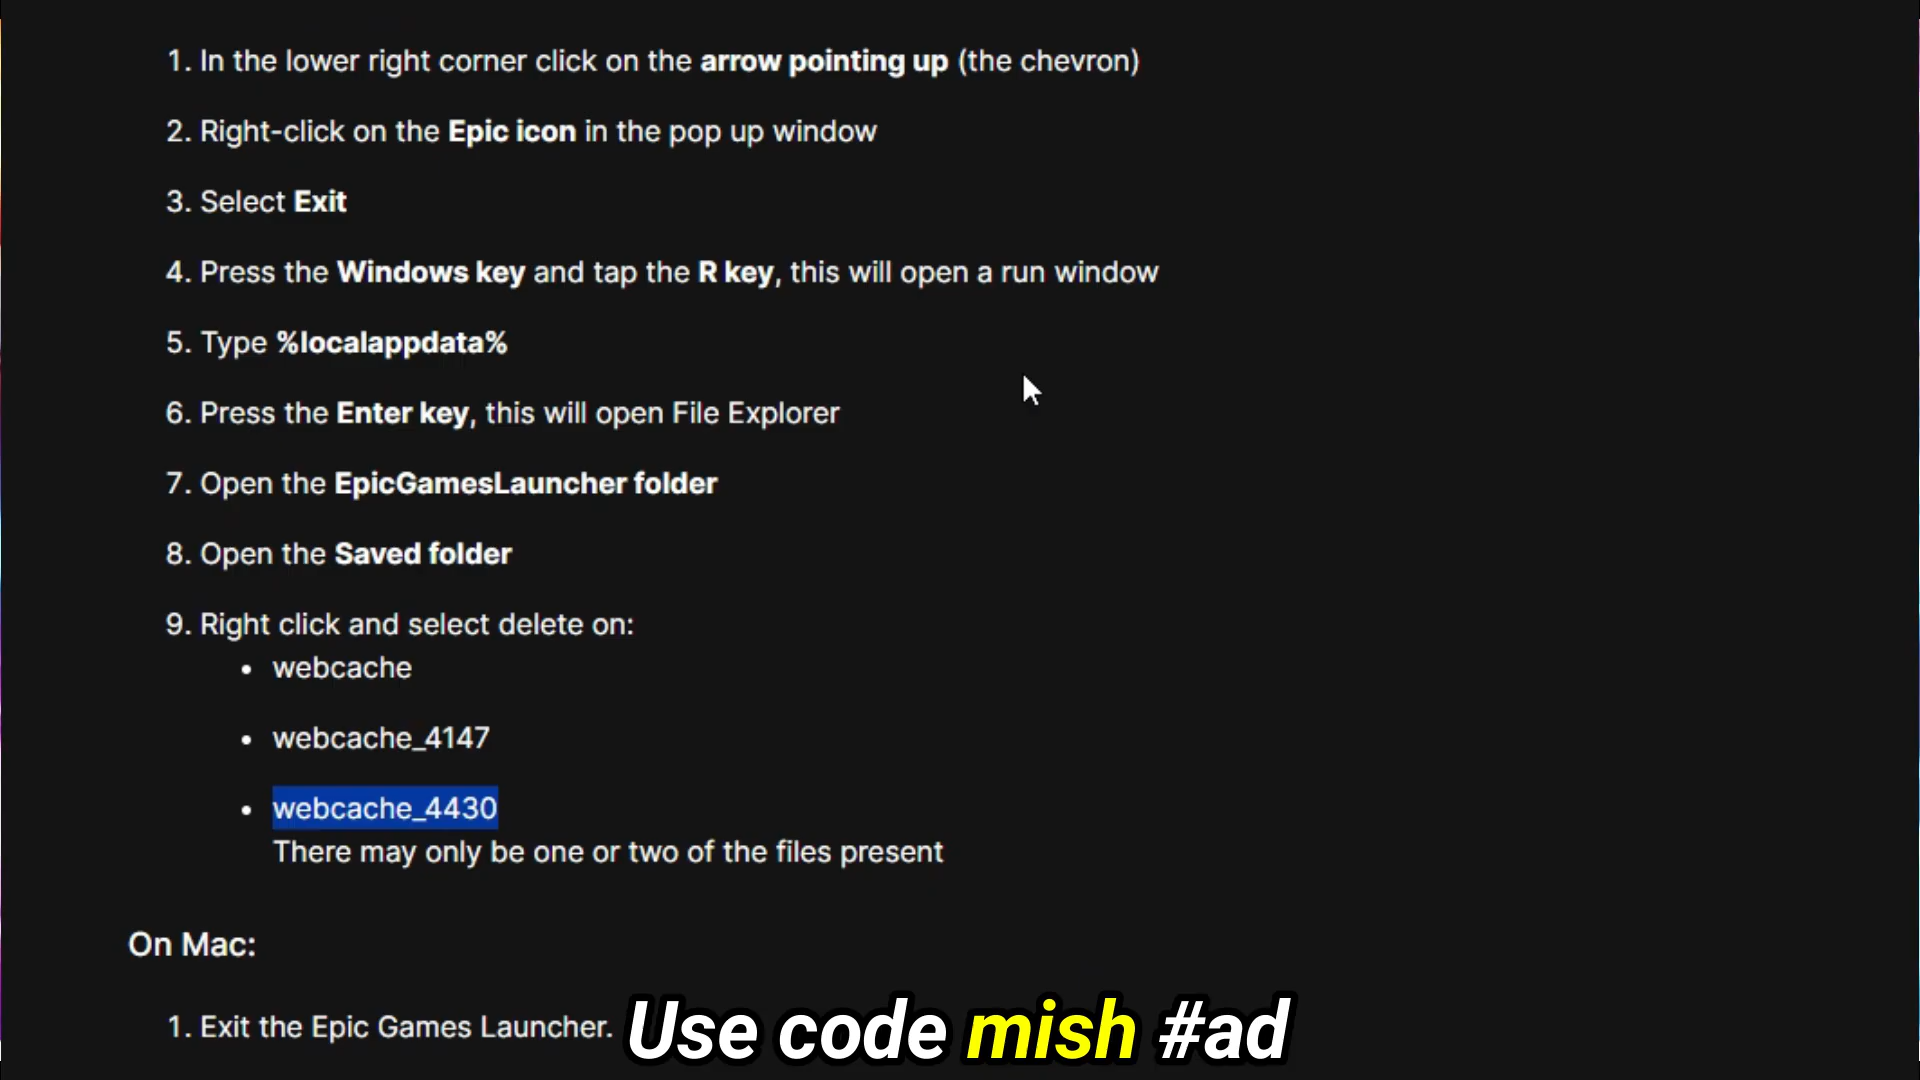 1. In the lower right corner click on the arrow pointing up (the chevron)
2. Right-click on the Epic icon in the pop up window
3. Select Exit
4. Press the Windows key and tap the R key, this will open a run window
5. Type %localappdata%
6. Press the Enter key, this will open File Explorer
7. Open the EpicGamesLauncher folder
8. Open the Saved folder
9. Right click and select delete on:
• webcache
• webcache_4147
• webcache_4430
There may only be one or two of the files present
On Mac:
1. Exit the Epic Games Launcher.
Use code mish #ad